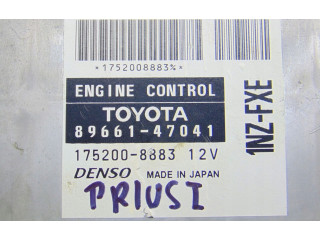 *1752008883%*
ENGINE CONTROL
TOYOTA
89661-47041
175200-8883 12V
DENSO MADE IN JAPAN
1NZ-FXE
PRIUS I